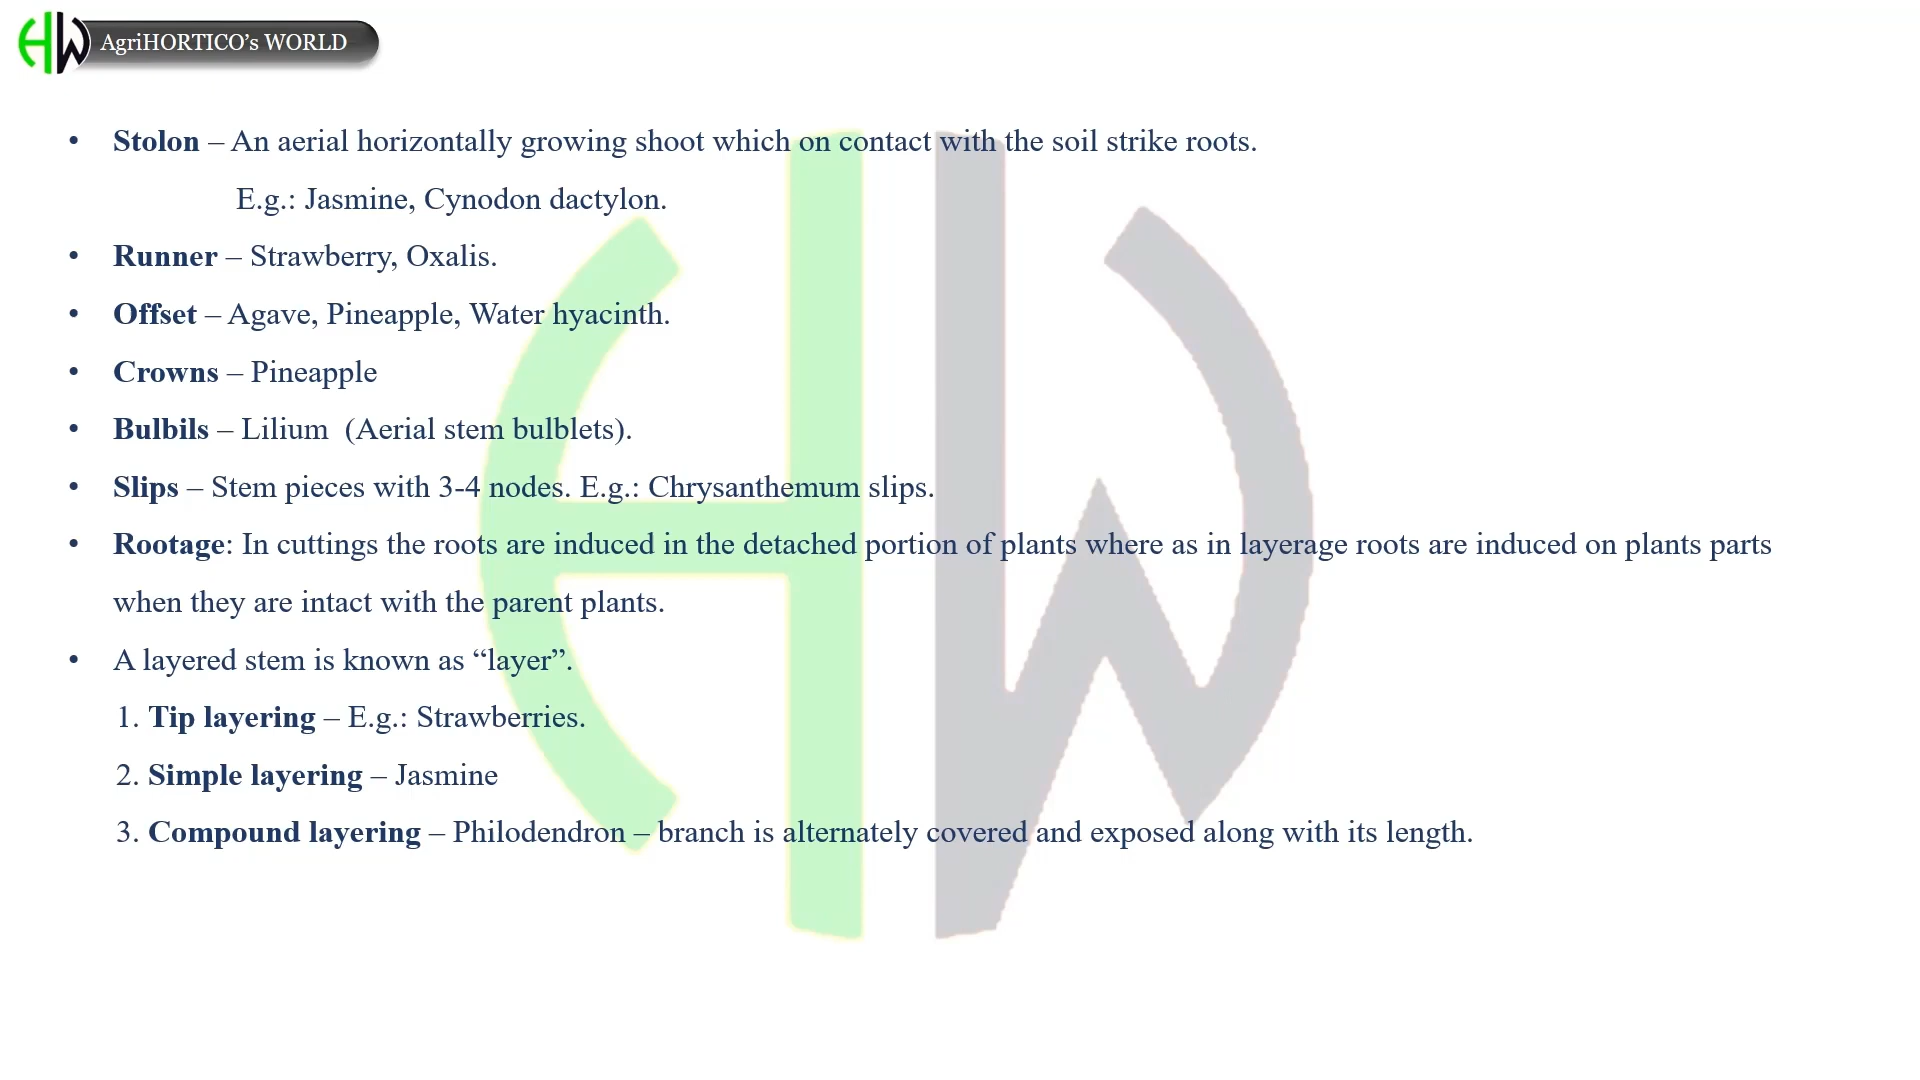 AgriHORTICO's WORLD
• Stolon – An aerial horizontally growing shoot which on contact with the soil strike roots.
E.g.: Jasmine, Cynodon dactylon.
• Runner – Strawberry, Oxalis.
• Offset – Agave, Pineapple, Water hyacinth.
• Crowns – Pineapple
• Bulbils – Lilium  (Aerial stem bulblets).
• Slips – Stem pieces with 3-4 nodes. E.g.: Chrysanthemum slips.
• Rootage: In cuttings the roots are induced in the detached portion of plants where as in layerage roots are induced on plants parts
when they are intact with the parent plants.
• A layered stem is known as “layer”.
1. Tip layering – E.g.: Strawberries.
2. Simple layering – Jasmine
3. Compound layering – Philodendron – branch is alternately covered and exposed along with its length.